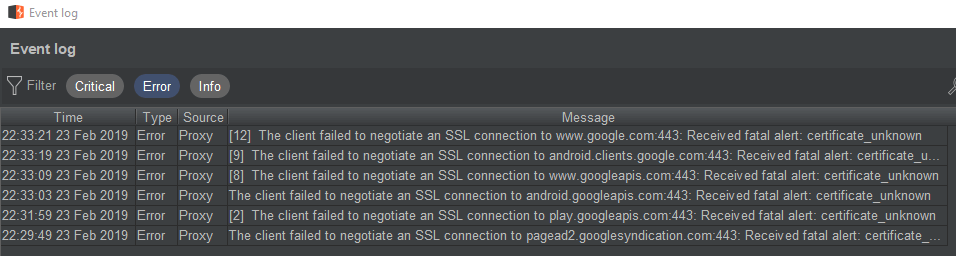 Event log
Event log
Filter Critical Error Info
Time Type Source Message
22:33:21 23 Feb 2019 Error Proxy [12] The client failed to negotiate an SSL connection to www.google.com:443: Received fatal alert: certificate_unknown
22:33:19 23 Feb 2019 Error Proxy [9] The client failed to negotiate an SSL connection to android.clients.google.com:443: Received fatal alert: certificate_u...
22:33:09 23 Feb 2019 Error Proxy [8] The client failed to negotiate an SSL connection to www.googleapis.com:443: Received fatal alert: certificate_unknown
22:33:03 23 Feb 2019 Error Proxy The client failed to negotiate an SSL connection to android.googleapis.com:443: Received fatal alert: certificate_unknown
22:31:59 23 Feb 2019 Error Proxy [2] The client failed to negotiate an SSL connection to play.googleapis.com:443: Received fatal alert: certificate_unknown
22:29:49 23 Feb 2019 Error Proxy The client failed to negotiate an SSL connection to pagead2.googlesyndication.com:443: Received fatal alert: certificate_...